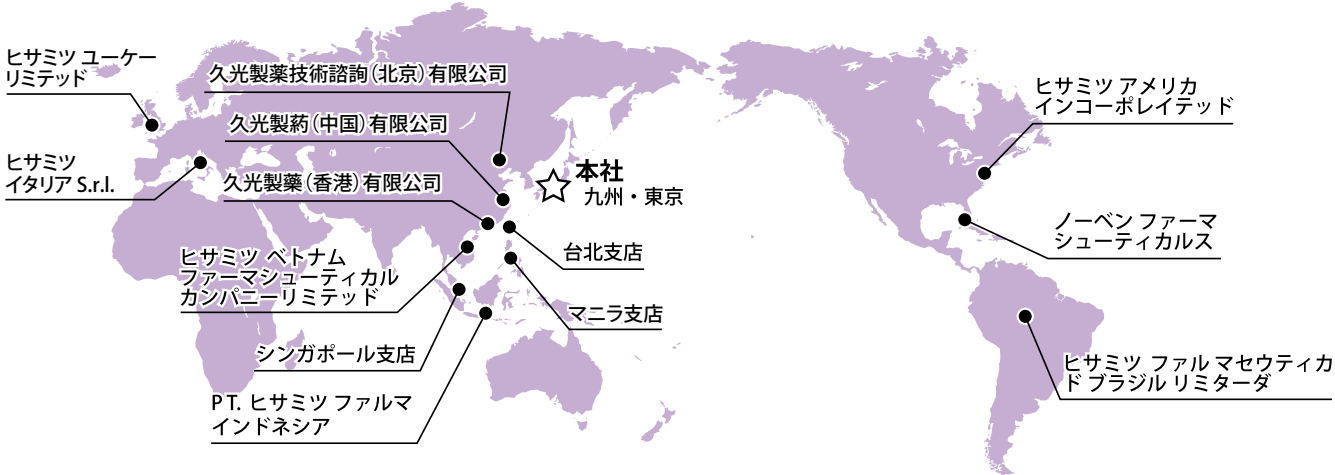 ヒサミツ ユーケー
リミテッド
ヒサミツ
イタリア S.r.l.
久光製薬技術諮詢（北京）有限公司
久光製葯（中国）有限公司
久光製藥（香港）有限公司
本社
九州・東京
台北支店
マニラ支店
ヒサミツ ベトナム
ファーマシューティカル
カンパニーリミテッド
シンガポール支店
PT. ヒサミツ ファルマ
インドネシア
ヒサミツ アメリカ
インコーポレイテッド
ノーベン ファーマ
シューティカルス
ヒサミツ ファル マセウティカ
ド ブラジル リミターダ